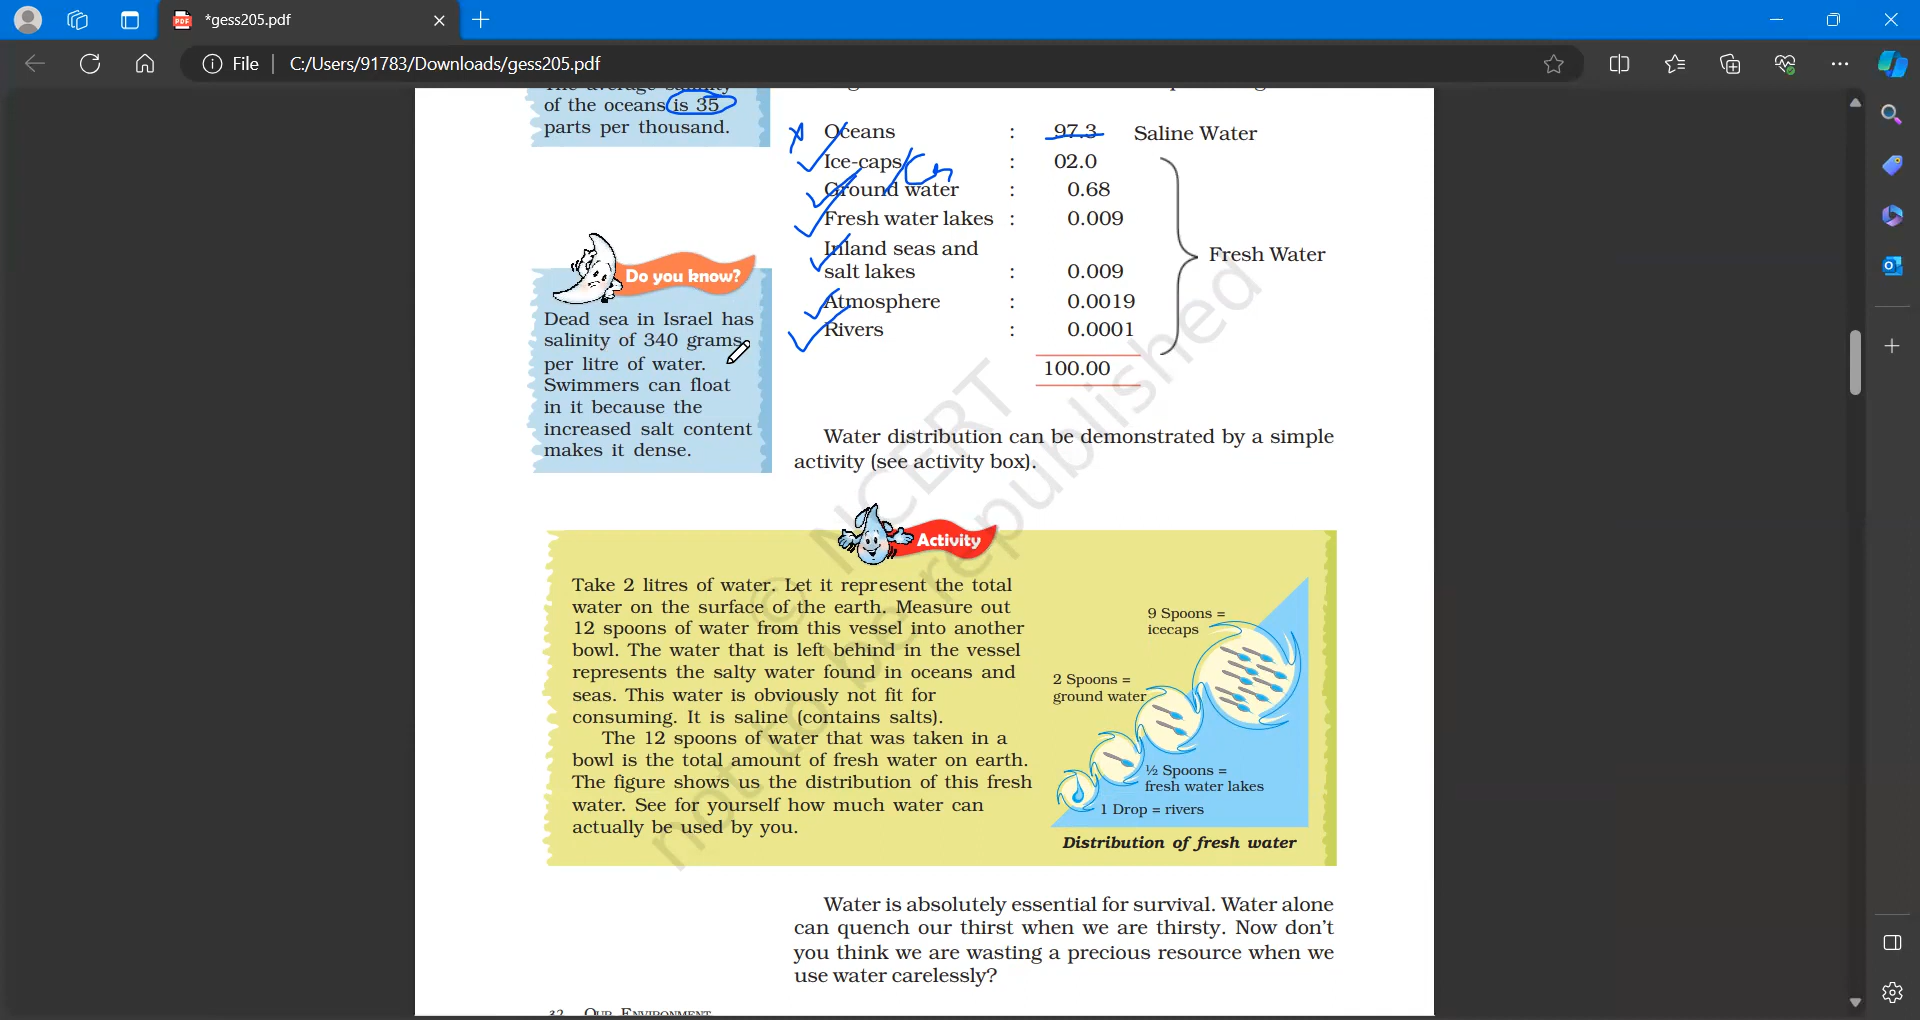 *gess205.pdf
File
C:/Users/91783/Downloads/gess205.pdf
The average salinity
of the oceans is 35
parts per thousand.
Oceans : 97.3 Saline Water
Ice-caps : 02.0
Ground water : 0.68
Fresh water lakes : 0.009
Inland seas and
salt lakes : 0.009
Fresh Water
Atmosphere : 0.0019
Rivers : 0.0001
100.00
Do you know?
Dead sea in Israel has
salinity of 340 grams
per litre of water.
Swimmers can float
in it because the
increased salt content
makes it dense.
Water distribution can be demonstrated by a simple
activity (see activity box).
Activity
Take 2 litres of water. Let it represent the total
water on the surface of the earth. Measure out
12 spoons of water from this vessel into another
bowl. The water that is left behind in the vessel
represents the salty water found in oceans and
seas. This water is obviously not fit for
consuming. It is saline (contains salts).
The 12 spoons of water that was taken in a
bowl is the total amount of fresh water on earth.
The figure shows us the distribution of this fresh
water. See for yourself how much water can
actually be used by you.
9 Spoons =
icecaps
2 Spoons =
ground water
½ Spoons =
fresh water lakes
1 Drop = rivers
Distribution of fresh water
Water is absolutely essential for survival. Water alone
can quench our thirst when we are thirsty. Now don't
you think we are wasting a precious resource when we
use water carelessly?
32 OUR ENVIRONMENT
© NCERT
not to be republished